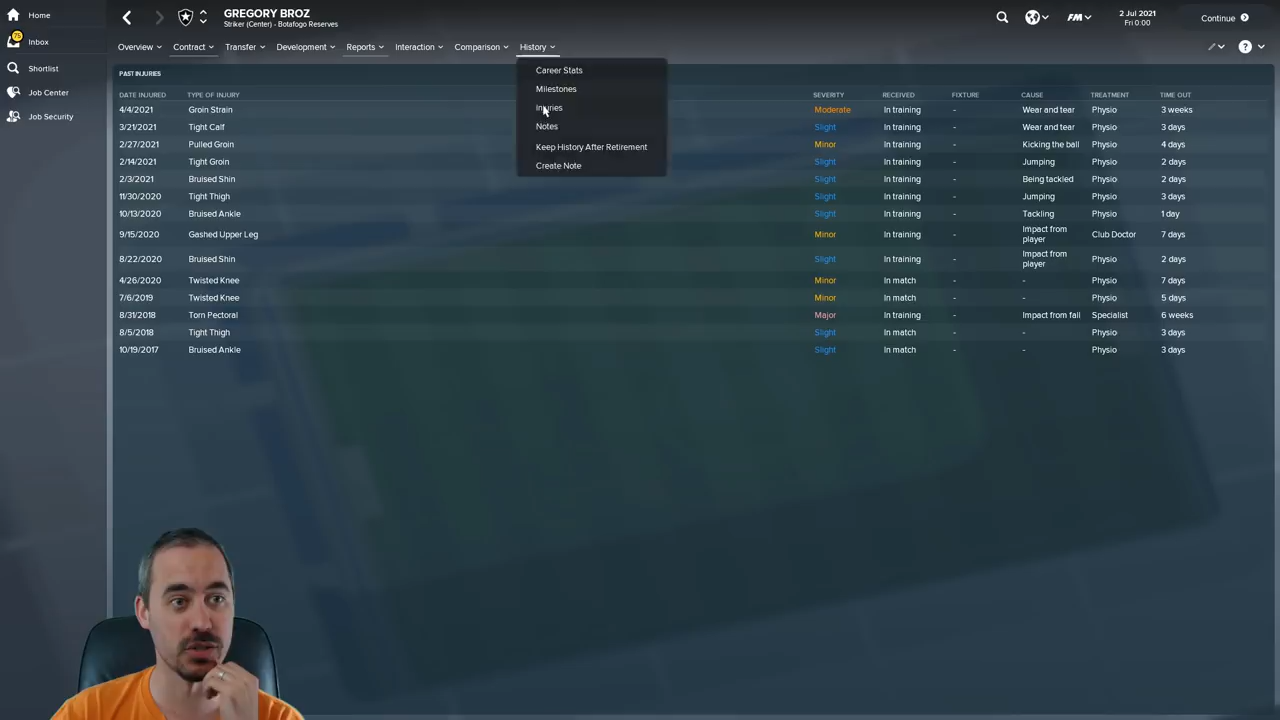 Home
75
Inbox
Shortlist
Job Center
Job Security
GREGORY BROZ
Striker (Center) - Botafogo Reserves
FM
2 Jul 2021
Fri 0:00
Continue
Overview Contract Transfer Development Reports Interaction Comparison History
?
Career Stats
Milestones
Injuries
Notes
Keep History After Retirement
Create Note
PAST INJURIES
DATE INJURED TYPE OF INJURY SEVERITY RECEIVED FIXTURE CAUSE TREATMENT TIME OUT
4/4/2021 Groin Strain Moderate In training - Wear and tear Physio 3 weeks
3/21/2021 Tight Calf Slight In training - Wear and tear Physio 3 days
2/27/2021 Pulled Groin Minor In training - Kicking the ball Physio 4 days
2/14/2021 Tight Groin Slight In training - Jumping Physio 2 days
2/3/2021 Bruised Shin Slight In training - Being tackled Physio 2 days
11/30/2020 Tight Thigh Slight In training - Jumping Physio 3 days
10/13/2020 Bruised Ankle Slight In training - Tackling Physio 1 day
9/15/2020 Gashed Upper Leg Minor In training - Impact from player Club Doctor 7 days
8/22/2020 Bruised Shin Slight In training - Impact from player Physio 2 days
4/26/2020 Twisted Knee Minor In match - - Physio 7 days
7/6/2019 Twisted Knee Minor In match - - Physio 5 days
8/31/2018 Torn Pectoral Major In training - Impact from fall Specialist 6 weeks
8/5/2018 Tight Thigh Slight In match - - Physio 3 days
10/19/2017 Bruised Ankle Slight In match - - Physio 3 days